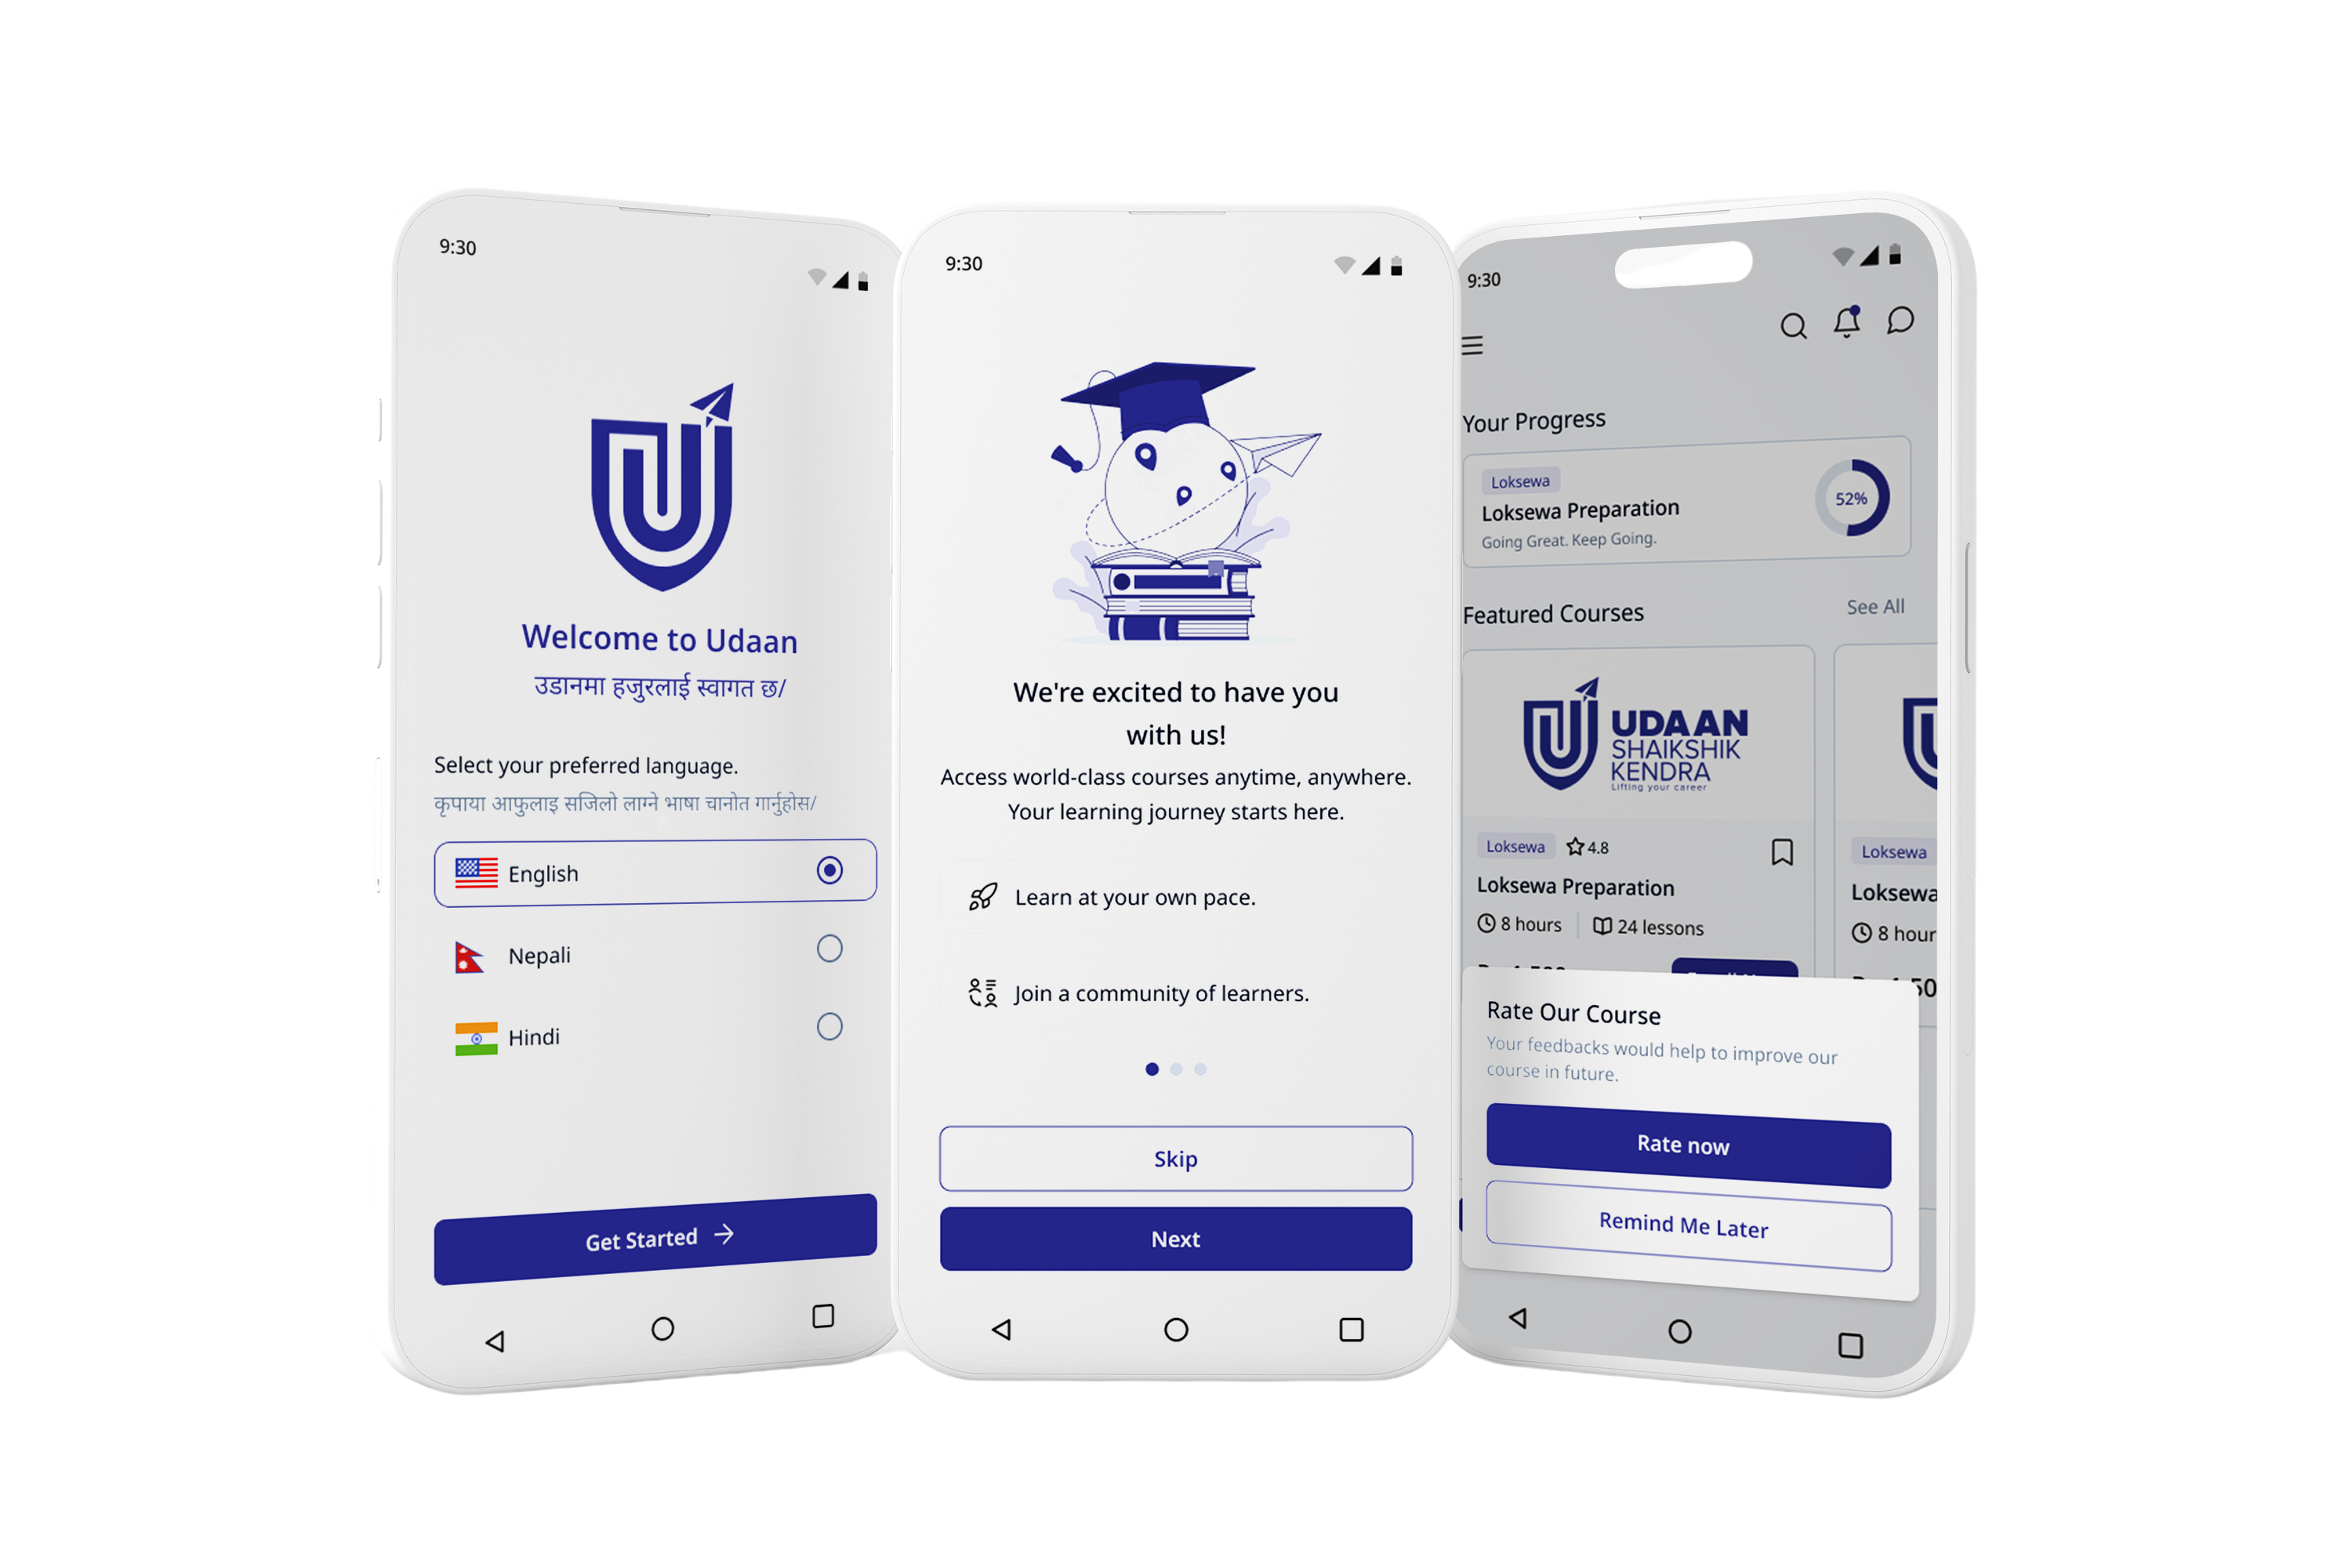 9:30
Welcome to Udaan
उडानमा हजुरलाई स्वागत छ/
Select your preferred language.
कृपाया आफुलाइ सजिलो लाग्ने भाषा चानोत गार्नुहोस/
English
Nepali
Hindi
Get Started
9:30
We're excited to have you
with us!
Access world-class courses anytime, anywhere.
Your learning journey starts here.
Learn at your own pace.
Join a community of learners.
Skip
Next
9:30
Your Progress
Loksewa
Loksewa Preparation
Going Great. Keep Going.
52%
Featured Courses
See All
UDAAN
SHAIKSHIK
KENDRA
Lifting your career
Loksewa
4.8
Loksewa Preparation
8 hours
24 lessons
Loksewa
Loksewa
8 hour
Rate Our Course
Your feedbacks would help to improve our
course in future.
Rate now
Remind Me Later